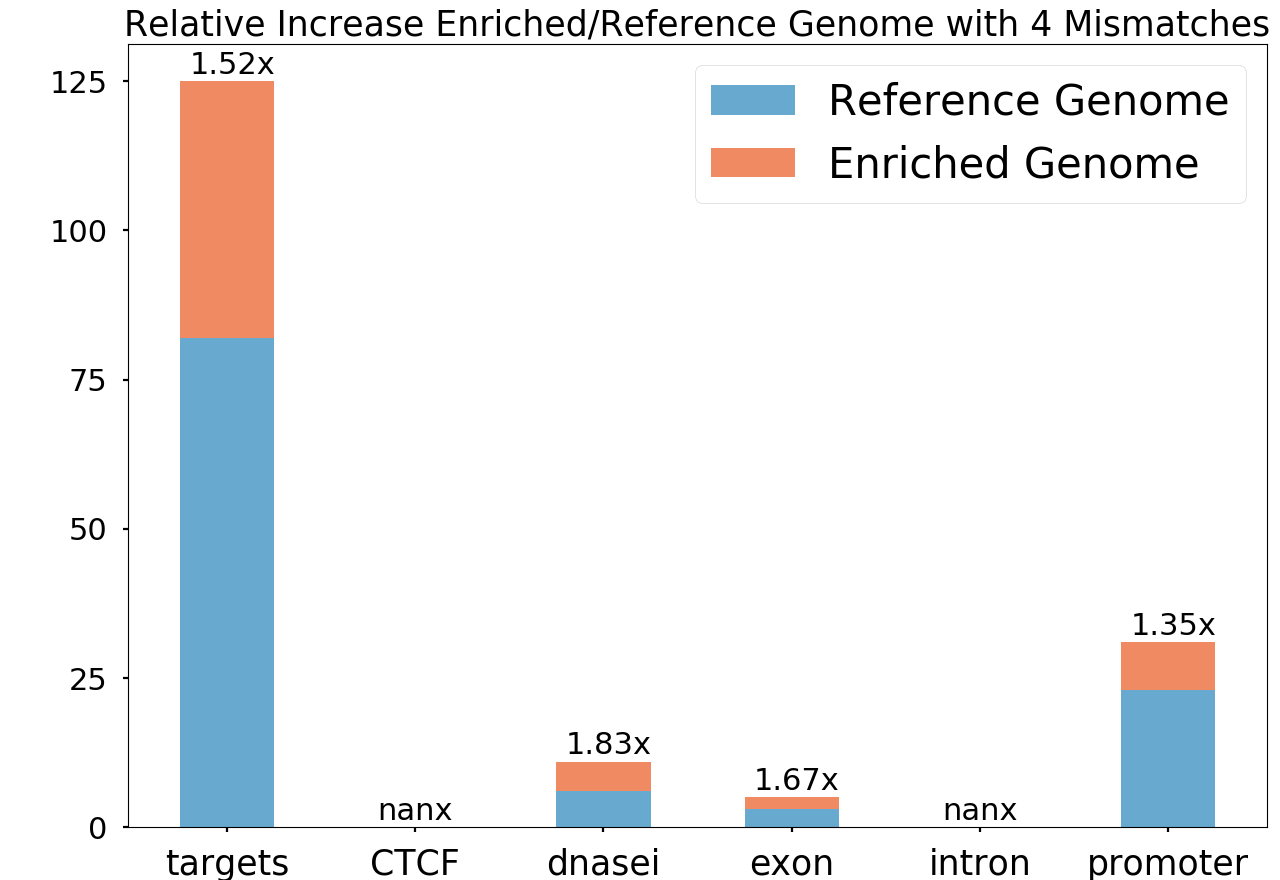 Relative Increase Enriched/Reference Genome with 4 Mismatches
1.52x
125
Reference Genome
Enriched Genome
100
75
50
1.35x
25
1.83x
1.67x
nanx
nanx
0
targets CTCF dnasei exon intron promoter